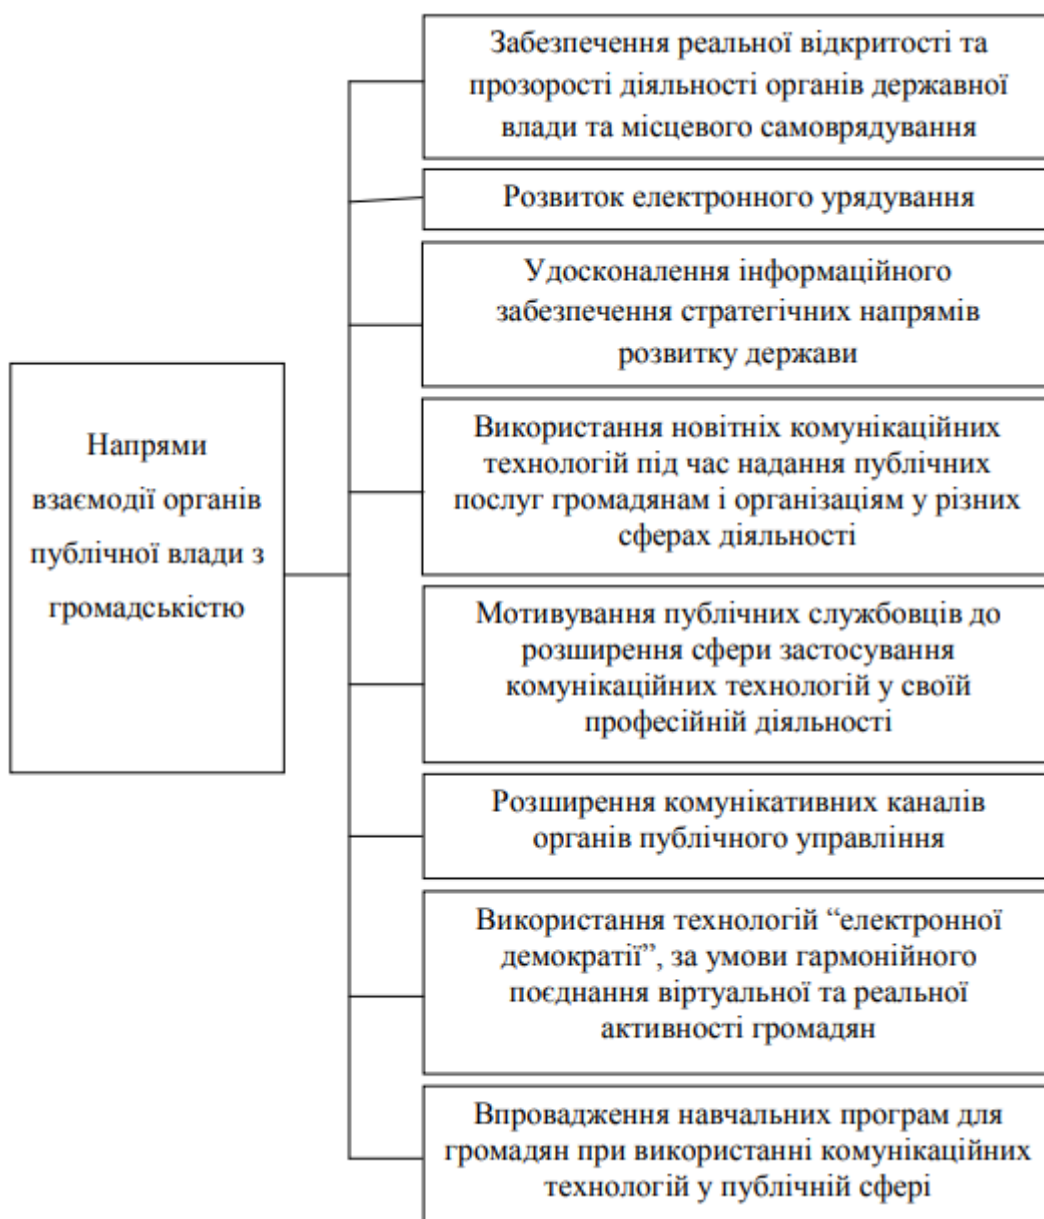 Забезпечення реальної відкритості та
прозорості діяльності органів державної
влади та місцевого самоврядування
Розвиток електронного урядування
Удосконалення інформаційного
забезпечення стратегічних напрямів
розвитку держави
Напрями
взаємодії органів
публічної влади з
громадськістю
Використання новітніх комунікаційних
технологій під час надання публічних
послуг громадянам і організаціям у різних
сферах діяльності
Мотивування публічних службовців до
розширення сфери застосування
комунікаційних технологій у своїй
професійній діяльності
Розширення комунікативних каналів
органів публічного управління
Використання технологій “електронної
демократії”, за умови гармонійного
поєднання віртуальної та реальної
активності громадян
Впровадження навчальних програм для
громадян при використанні комунікаційних
технологій у публічній сфері